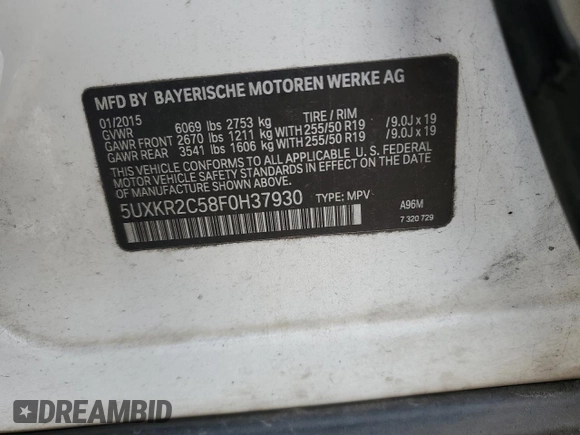 MFD BY BAYERISCHE MOTOREN WERKE AG
01/2015 TIRE / RIM
GVWR 6069 lbs 2753 kg
GAWR FRONT 2670 lbs 1211 kg WITH 255/50 R19 / 9.0J x 19
GAWR REAR 3541 lbs 1606 kg WITH 255/50 R19 / 9.0J x 19
THIS VEHICLE CONFORMS TO ALL APPLICABLE U.S. FEDERAL
MOTOR VEHICLE SAFETY STANDARDS IN EFFECT ON THE
DATE OF MANUFACTURE SHOWN ABOVE.
5UXKR2C58F0H37930 TYPE: MPV A96M
7 320 729
DREAMBID